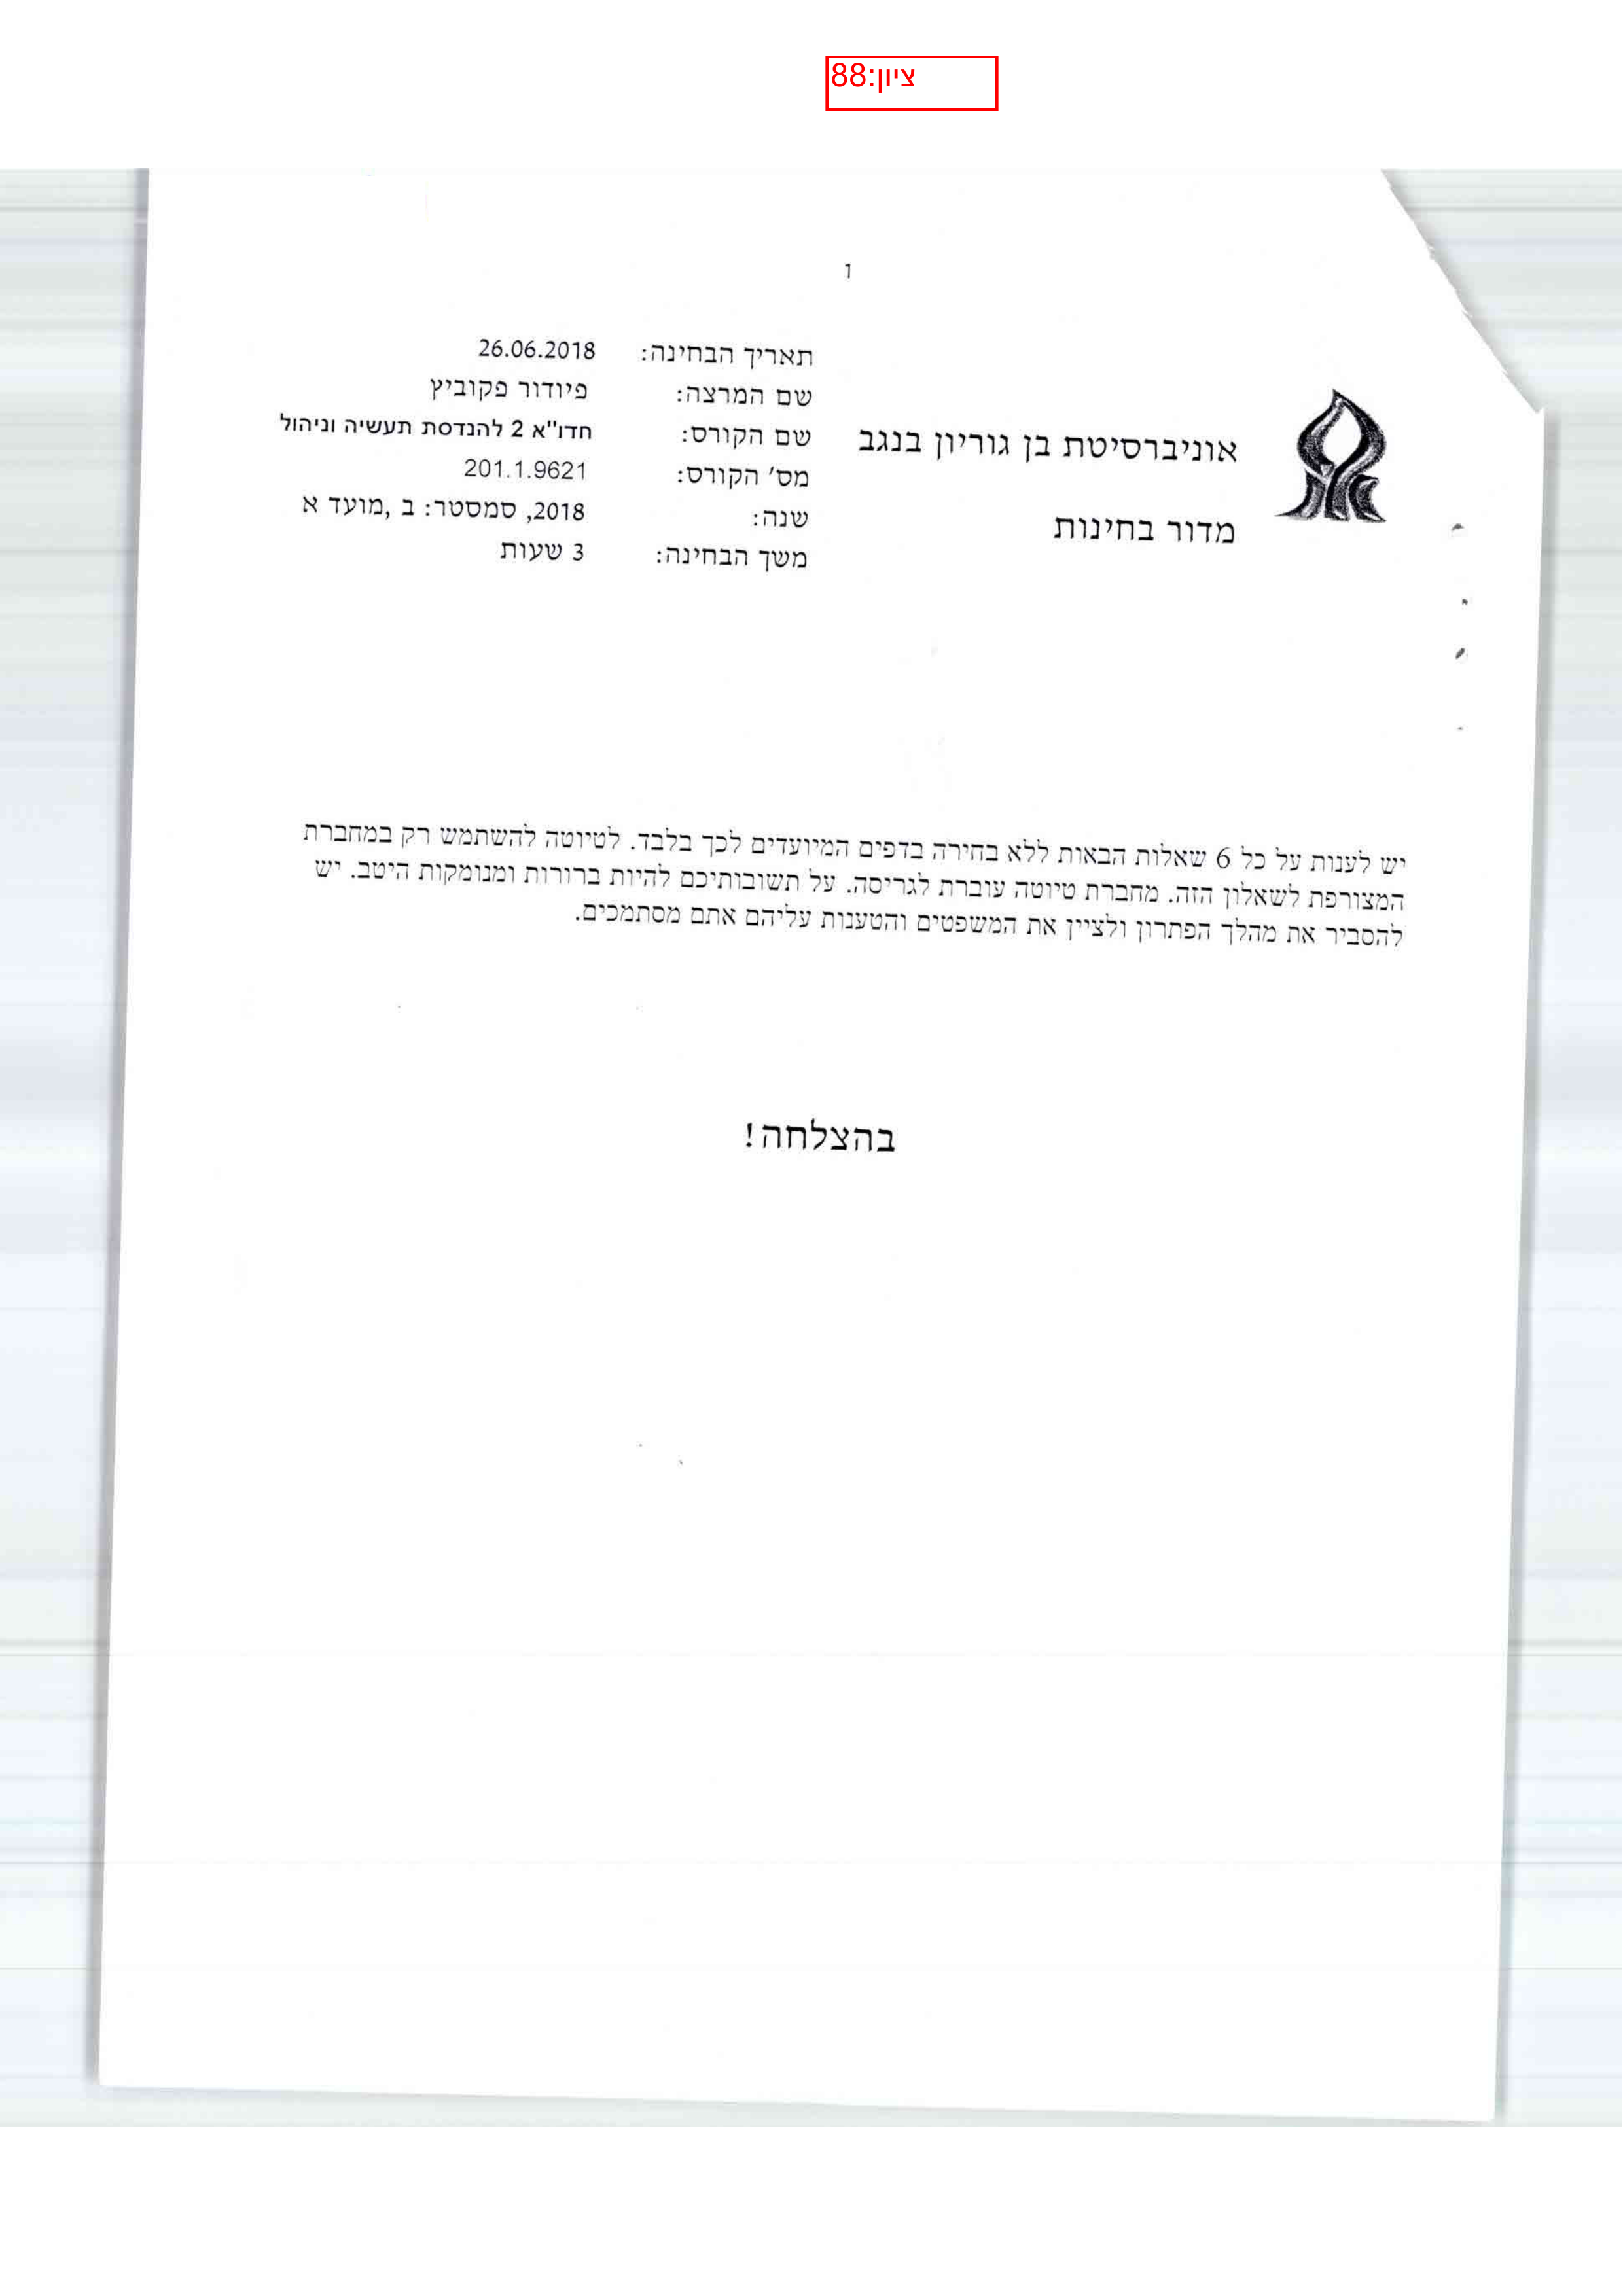 ציון:88
1
אוניברסיטת בן גוריון בנגב
מדור בחינות
תאריך הבחינה: 26.06.2018
שם המרצה: פיודור פקוביץ
שם הקורס: חדו"א 2 להנדסת תעשיה וניהול
מס' הקורס: 201.1.9621
שנה: 2018, סמסטר: ב ,מועד א
משך הבחינה: 3 שעות
יש לענות על כל 6 שאלות הבאות ללא בחירה בדפים המיועדים לכך בלבד. לטיוטה להשתמש רק במחברת
המצורפת לשאלון הזה. מחברת טיוטה עוברת לגריסה. על תשובותיכם להיות ברורות ומנומקות היטב. יש
להסביר את מהלך הפתרון ולציין את המשפטים והטענות עליהם אתם מסתמכים.
בהצלחה!